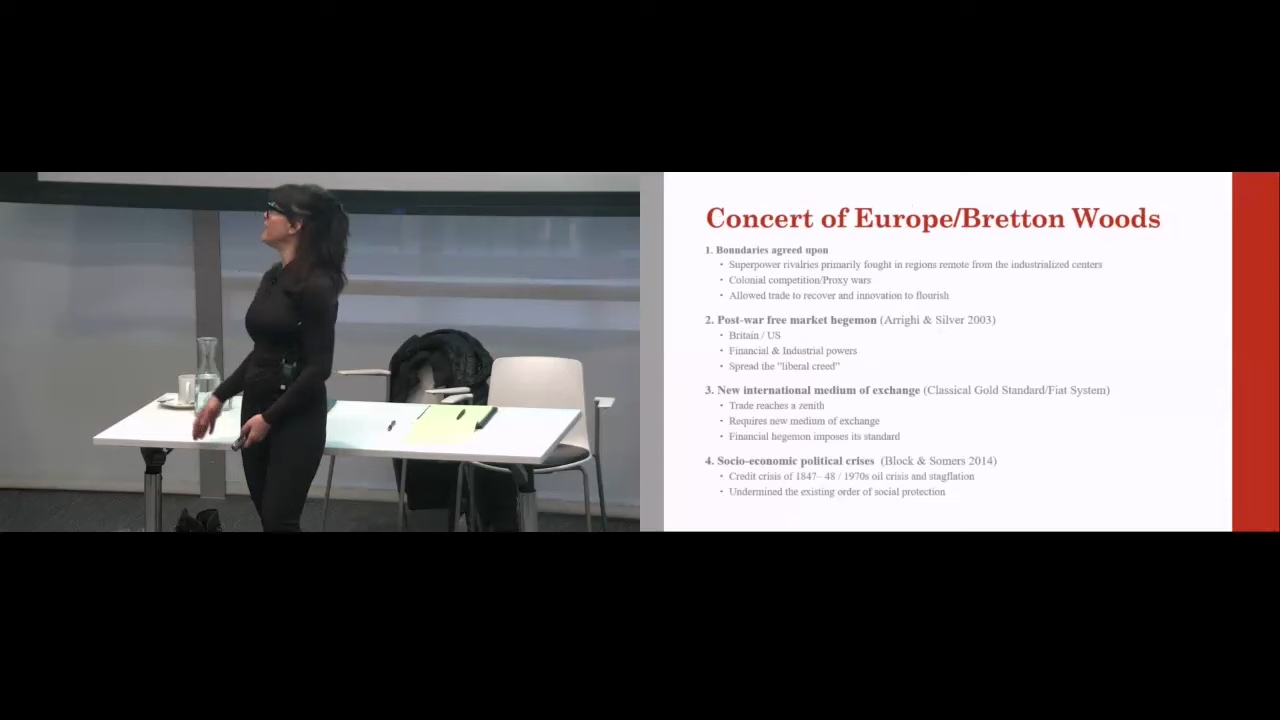 Concert of Europe/Bretton Woods
1. Boundaries agreed upon
• Superpower rivalries primarily fought in regions remote from the industrialized centers
• Colonial competition/Proxy wars
• Allowed trade to recover and innovation to flourish
2. Post-war free market hegemon (Arrighi & Silver 2003)
• Britain / US
• Financial & Industrial powers
• Spread the "liberal creed"
3. New international medium of exchange (Classical Gold Standard/Fiat System)
• Trade reaches a zenith
• Requires new medium of exchange
• Financial hegemon imposes its standard
4. Socio-economic political crises (Block & Somers 2014)
• Credit crisis of 1847– 48 / 1970s oil crisis and stagflation
• Undermined the existing order of social protection